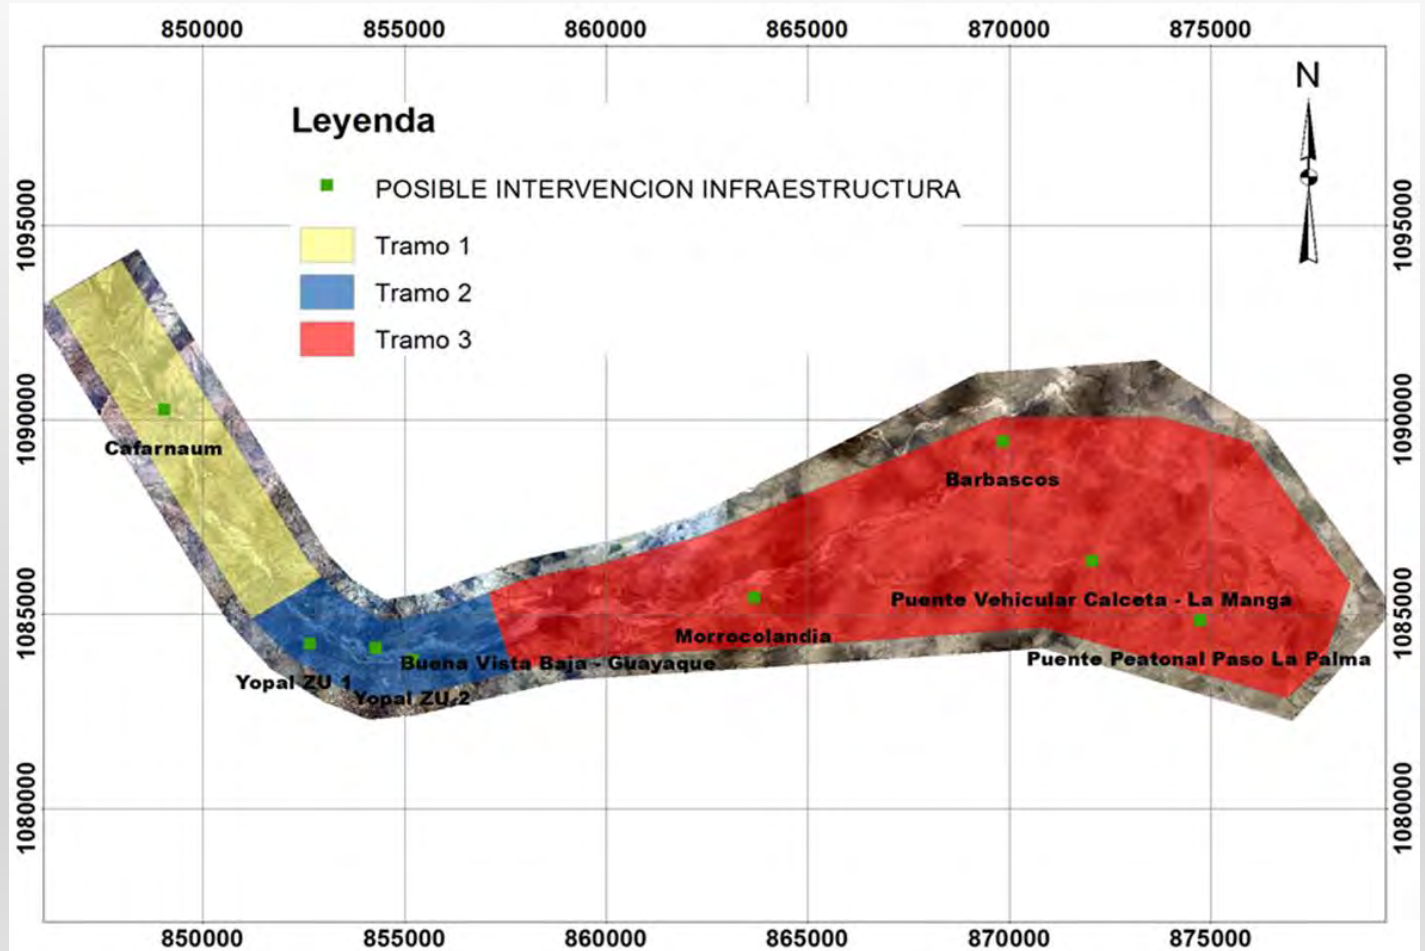 850000 855000 860000 865000 870000 875000
N
Leyenda
POSIBLE INTERVENCION INFRAESTRUCTURA
1095000 1095000
Tramo 1
Tramo 2
Tramo 3
1090000 1090000
Cafarnaum
Barbascos
1085000 1085000
Puente Vehicular Calceta - La Manga
Morrocolandia
Puente Peatonal Paso La Palma
Buena Vista Baja - Guayaque
Yopal ZU 1
Yopal ZU 2
1080000 1080000
850000 855000 860000 865000 870000 875000